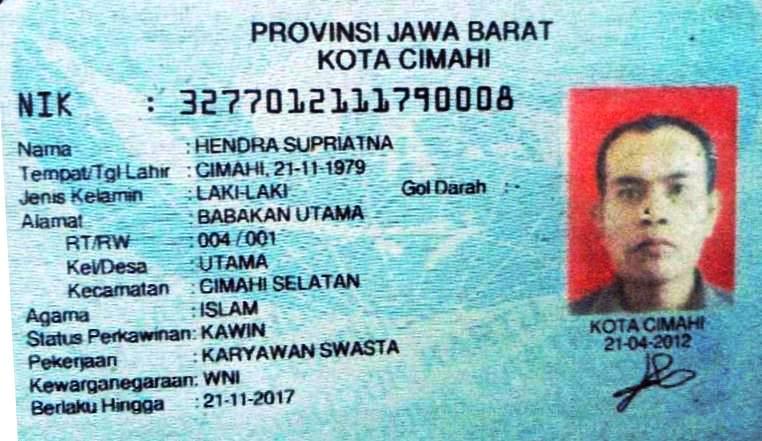 PROVINSI JAWA BARAT
KOTA CIMAHI
NIK : 3277012111790008
Nama : HENDRA SUPRIATNA
Tempat/Tgl Lahir : CIMAHI, 21-11-1979
Jenis Kelamin : LAKI-LAKI Gol Darah : -
Alamat : BABAKAN UTAMA
RT/RW : 004 / 001
Kel/Desa : UTAMA
Kecamatan : CIMAHI SELATAN
Agama : ISLAM
Status Perkawinan: KAWIN
Pekerjaan : KARYAWAN SWASTA
Kewarganegaraan: WNI
Berlaku Hingga : 21-11-2017
KOTA CIMAHI
21-04-2012